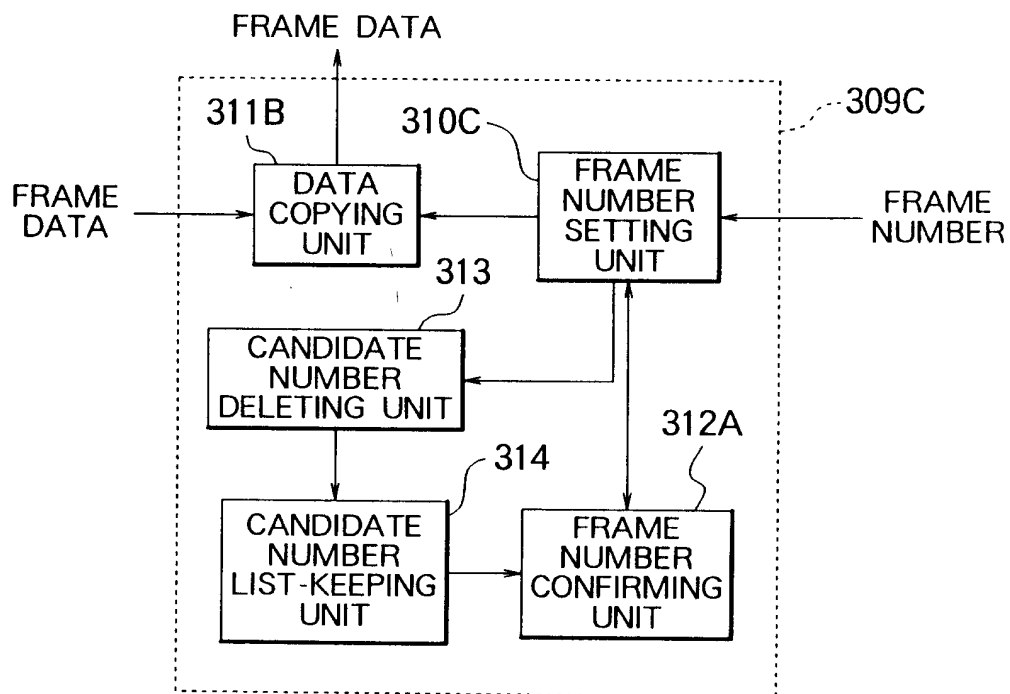 FRAME DATA
309C
311B
310C
FRAME
DATA
DATA
COPYING
UNIT
FRAME
NUMBER
SETTING
UNIT
FRAME
NUMBER
313
CANDIDATE
NUMBER
DELETING UNIT
312A
314
CANDIDATE
NUMBER
LIST-KEEPING
UNIT
FRAME
NUMBER
CONFIRMING
UNIT